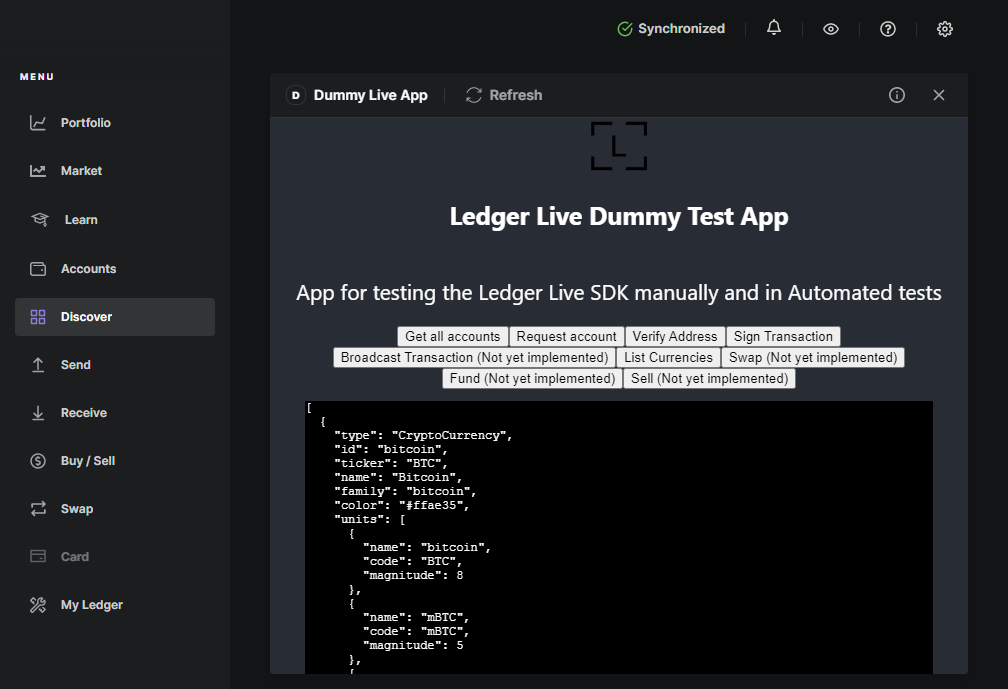 Synchronized
MENU
Portfolio
Market
Learn
Accounts
Discover
Send
Receive
Buy / Sell
Swap
Card
My Ledger
D Dummy Live App Refresh
L
Ledger Live Dummy Test App
App for testing the Ledger Live SDK manually and in Automated tests
Get all accounts Request account Verify Address Sign Transaction
Broadcast Transaction (Not yet implemented) List Currencies Swap (Not yet implemented)
Fund (Not yet implemented) Sell (Not yet implemented)
[
{
"type": "CryptoCurrency",
"id": "bitcoin",
"ticker": "BTC",
"name": "Bitcoin",
"family": "bitcoin",
"color": "#ffae35",
"units": [
{
"name": "bitcoin",
"code": "BTC",
"magnitude": 8
},
{
"name": "mBTC",
"code": "mBTC",
"magnitude": 5
},